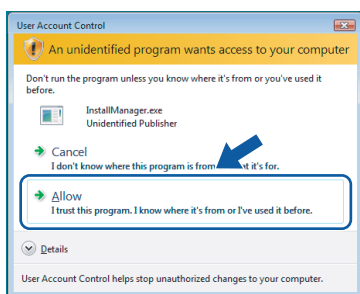 User Account Control
An unidentified program wants access to your computer
Don't run the program unless you know where it's from or you've used it
before.
InstallManager.exe
Unidentified Publisher
Cancel
I don't know where this program is from it's for.
Allow
I trust this program. I know where it's from or I've used it before.
Details
User Account Control helps stop unauthorized changes to your computer.